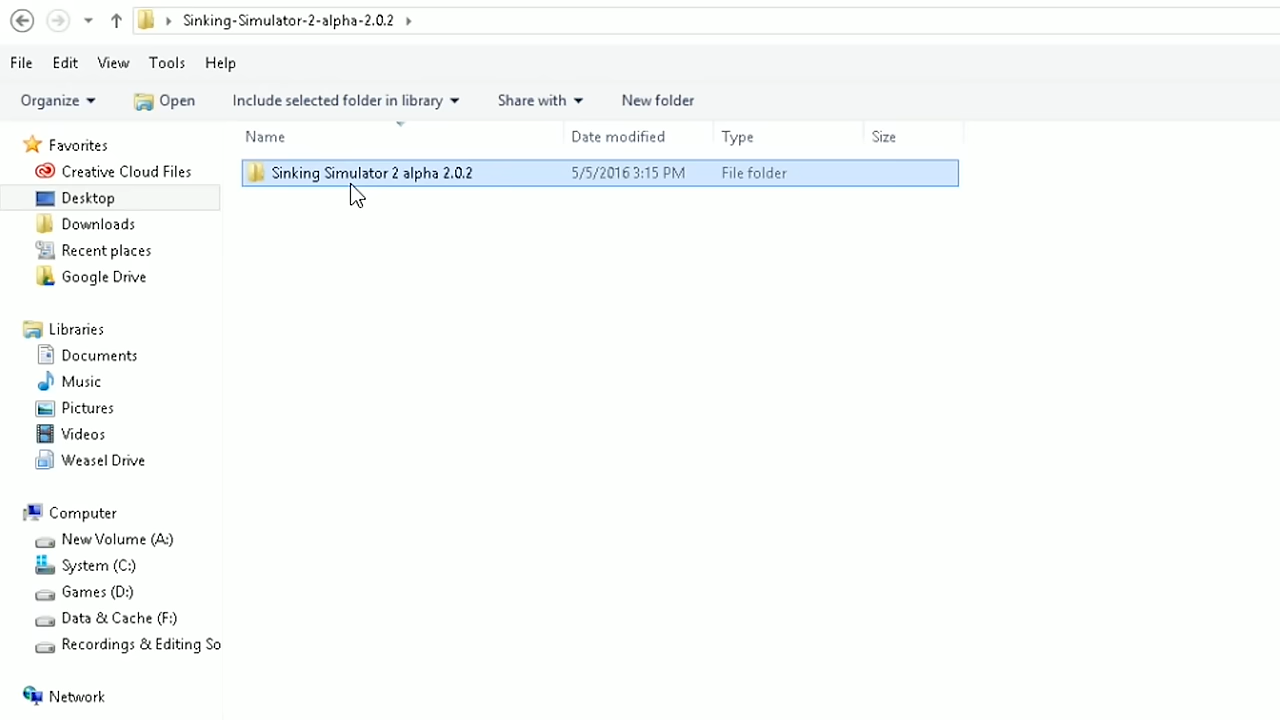 Sinking-Simulator-2-alpha-2.0.2
File Edit View Tools Help
Organize Open Include selected folder in library Share with New folder
Name Date modified Type Size
Sinking Simulator 2 alpha 2.0.2 5/5/2016 3:15 PM File folder
Favorites
Creative Cloud Files
Desktop
Downloads
Recent places
Google Drive
Libraries
Documents
Music
Pictures
Videos
Weasel Drive
Computer
New Volume (A:)
System (C:)
Games (D:)
Data & Cache (F:)
Recordings & Editing So
Network